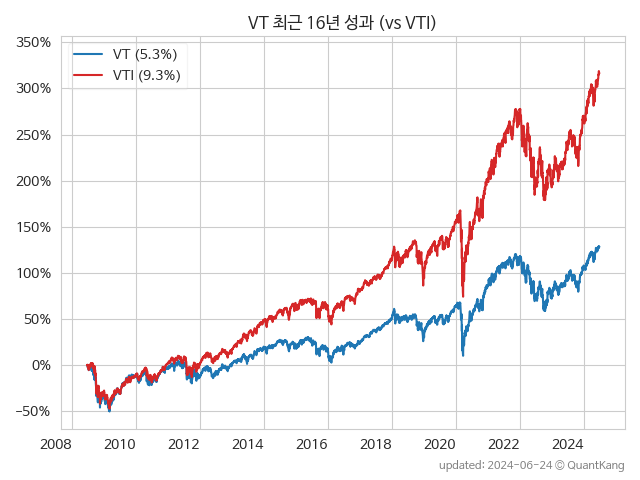 VT 최근 16년 성과 (vs VTI)
350%
VT (5.3%)
VTI (9.3%)
300%
250%
200%
150%
100%
50%
0%
−50%
2008 2010 2012 2014 2016 2018 2020 2022 2024
updated: 2024-06-24 © QuantKang